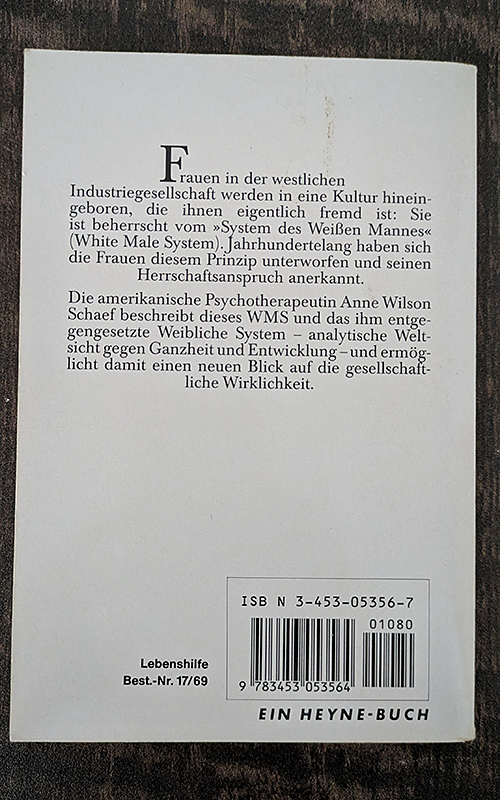 Frauen in der westlichen
Industriegesellschaft werden in eine Kultur hinein-
geboren, die ihnen eigentlich fremd ist: Sie
ist beherrscht vom »System des Weißen Mannes«
(White Male System). Jahrhundertelang haben sich
die Frauen diesem Prinzip unterworfen und seinen
Herrschaftsanspruch anerkannt.
Die amerikanische Psychotherapeutin Anne Wilson
Schaef beschreibt dieses WMS und das ihm entge-
gengesetzte Weibliche System – analytische Welt-
sicht gegen Ganzheit und Entwicklung – und ermög-
licht damit einen neuen Blick auf die gesellschaft-
liche Wirklichkeit.
ISBN 3-453-05356-7
01080
9 783453 053564
Lebenshilfe
Best.-Nr. 17/69
EIN HEYNE-BUCH